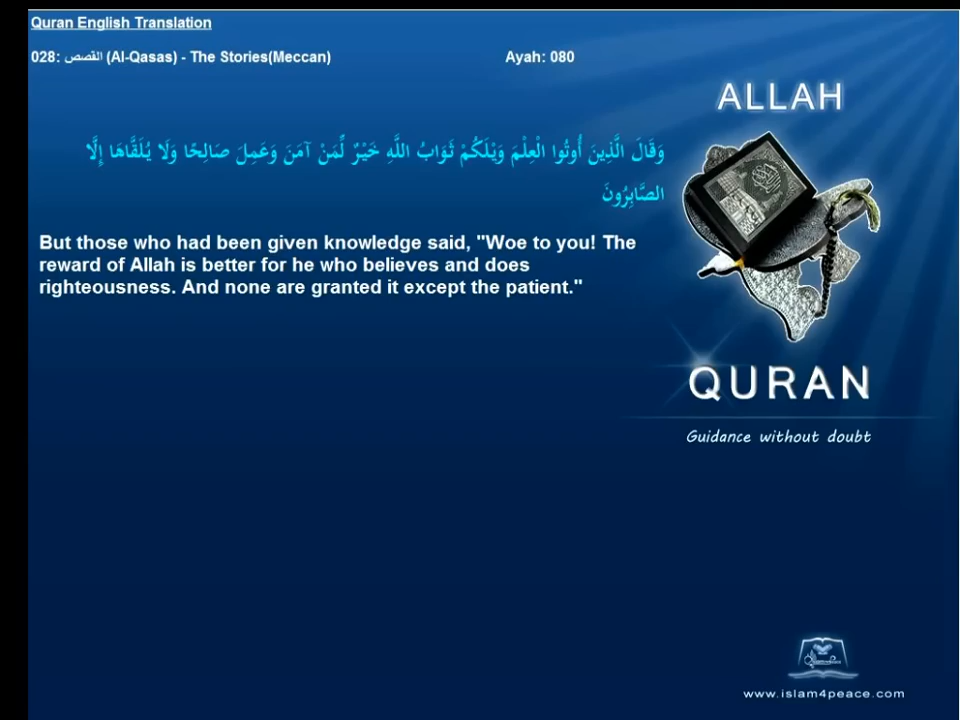 Quran English Translation
028: القصص (Al-Qasas) - The Stories(Meccan) Ayah: 080
ALLAH
وَقَالَ الَّذِينَ أُوتُوا الْعِلْمَ وَيْلَكُمْ ثَوَابُ اللَّهِ خَيْرٌ لِّمَنْ آمَنَ وَعَمِلَ صَالِحًا وَلَا يُلَقَّاهَا إِلَّا
الصَّابِرُونَ
But those who had been given knowledge said, "Woe to you! The
reward of Allah is better for he who believes and does
righteousness. And none are granted it except the patient."
QURAN
Guidance without doubt
www.islam4peace.com